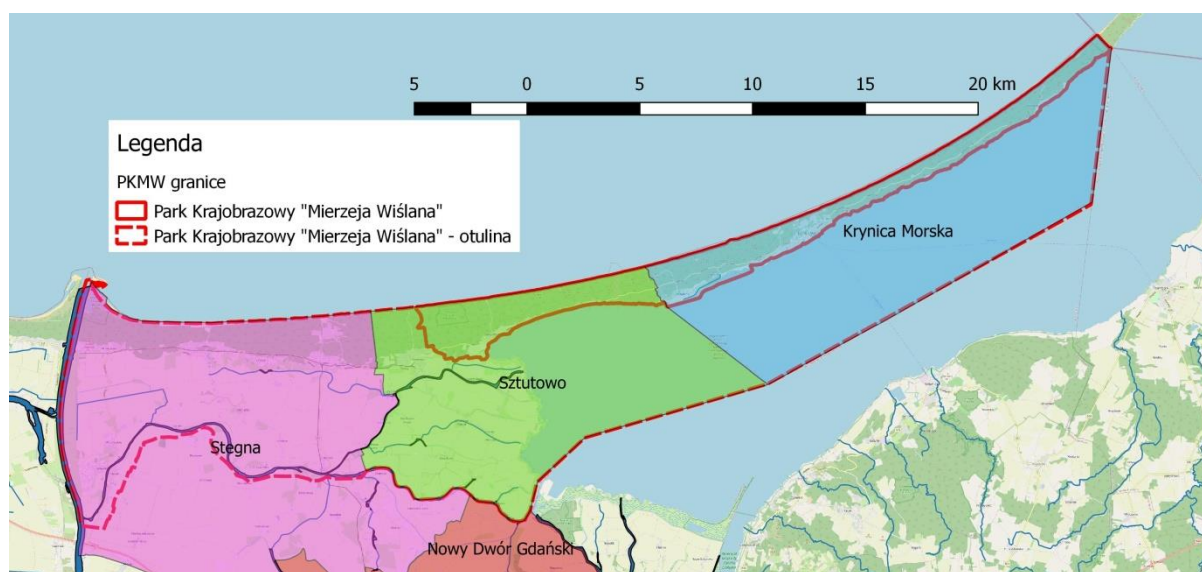 5 0 5 10 15 20 km
Legenda
PKMW granice
Park Krajobrazowy "Mierzeja Wiślana"
Park Krajobrazowy "Mierzeja Wiślana" - otulina
Krynica Morska
Sztutowo
Stegna
Nowy Dwór Gdański